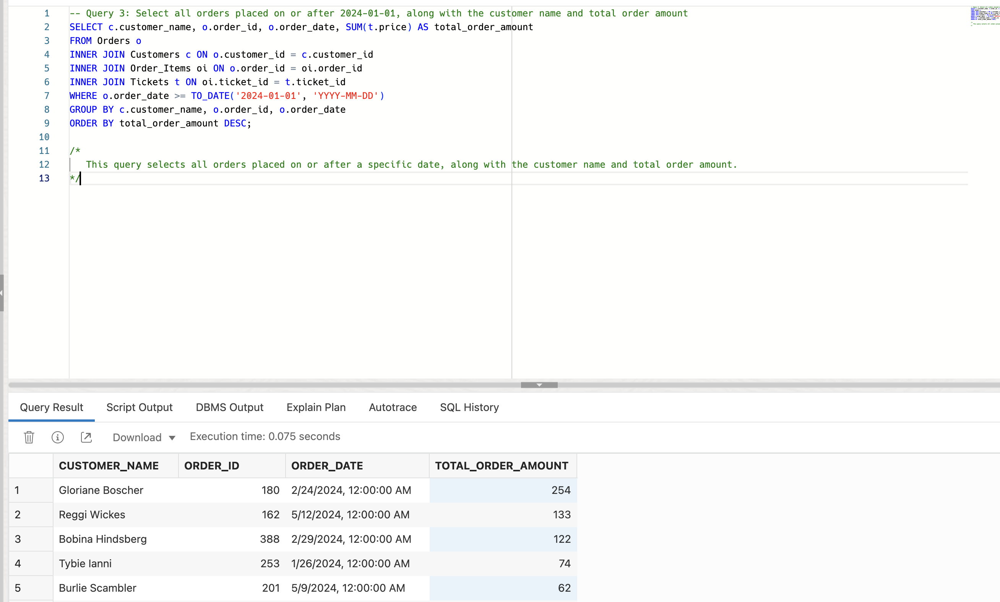 1 -- Query 3: Select all orders placed on or after 2024-01-01, along with the customer name and total order amount
2 SELECT c.customer_name, o.order_id, o.order_date, SUM(t.price) AS total_order_amount
3 FROM Orders o
4 INNER JOIN Customers c ON o.customer_id = c.customer_id
5 INNER JOIN Order_Items oi ON o.order_id = oi.order_id
6 INNER JOIN Tickets t ON oi.ticket_id = t.ticket_id
7 WHERE o.order_date >= TO_DATE('2024-01-01', 'YYYY-MM-DD')
8 GROUP BY c.customer_name, o.order_id, o.order_date
9 ORDER BY total_order_amount DESC;
10
11 /*
12 This query selects all orders placed on or after a specific date, along with the customer name and total order amount.
13 */
Query Result Script Output DBMS Output Explain Plan Autotrace SQL History
Download Execution time: 0.075 seconds
CUSTOMER_NAME ORDER_ID ORDER_DATE TOTAL_ORDER_AMOUNT
1 Gloriane Boscher 180 2/24/2024, 12:00:00 AM 254
2 Reggi Wickes 162 5/12/2024, 12:00:00 AM 133
3 Bobina Hindsberg 388 2/29/2024, 12:00:00 AM 122
4 Tybie Ianni 253 1/26/2024, 12:00:00 AM 74
5 Burlie Scambler 201 5/9/2024, 12:00:00 AM 62